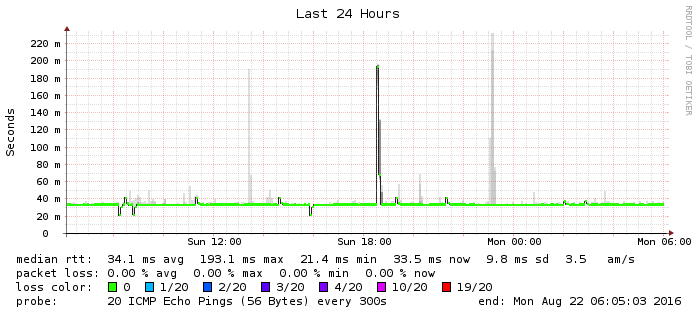 Last 24 Hours
RRDTOOL / TOBI OETIKER
Seconds
220 m
200 m
180 m
160 m
140 m
120 m
100 m
80 m
60 m
40 m
20 m
0
Sun 12:00 Sun 18:00 Mon 00:00 Mon 06:00
median rtt: 34.1 ms avg 193.1 ms max 21.4 ms min 33.5 ms now 9.8 ms sd 3.5 am/s
packet loss: 0.00 % avg 0.00 % max 0.00 % min 0.00 % now
loss color: 0 1/20 2/20 3/20 4/20 10/20 19/20
probe: 20 ICMP Echo Pings (56 Bytes) every 300s end: Mon Aug 22 06:05:03 2016